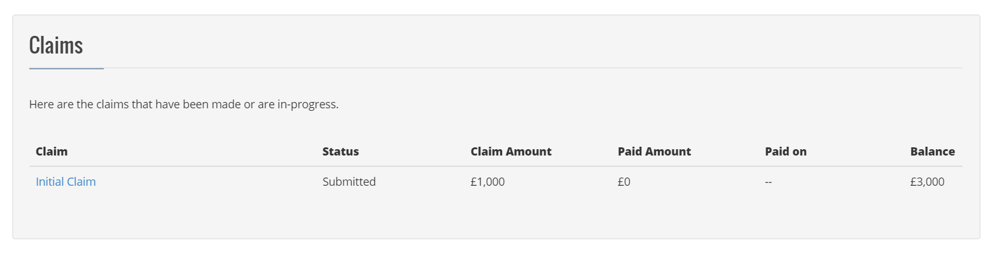 Claims
Here are the claims that have been made or are in-progress.
Claim Status Claim Amount Paid Amount Paid on Balance
Initial Claim Submitted £1,000 £0 -- £3,000